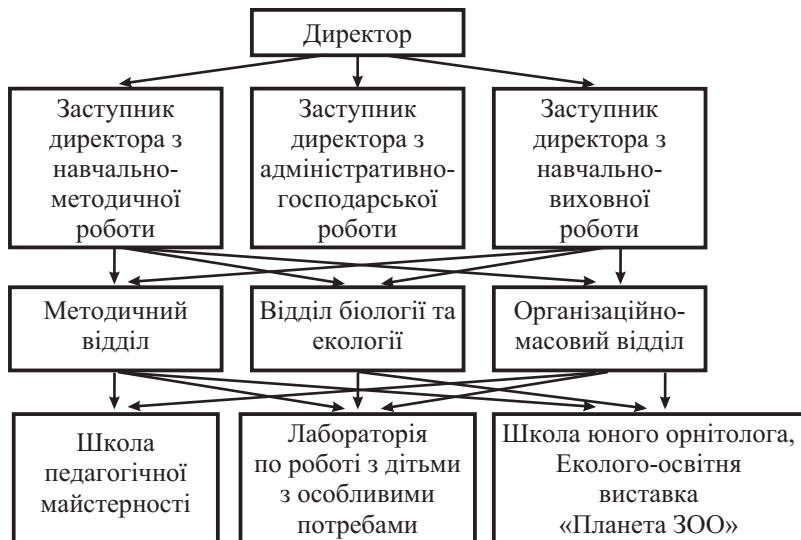 Директор
Заступник
директора з
навчально-
методичної
роботи
Заступник
директора з
адміністративно-
господарської
роботи
Заступник
директора з
навчально-
виховної
роботи
Методичний
відділ
Відділ біології та
екології
Організаційно-
масовий відділ
Школа
педагогічної
майстерності
Лабораторія
по роботі з дітьми
з особливими
потребами
Школа юного орнітолога,
Еколого-освітня
виставка
«Планета ЗОО»